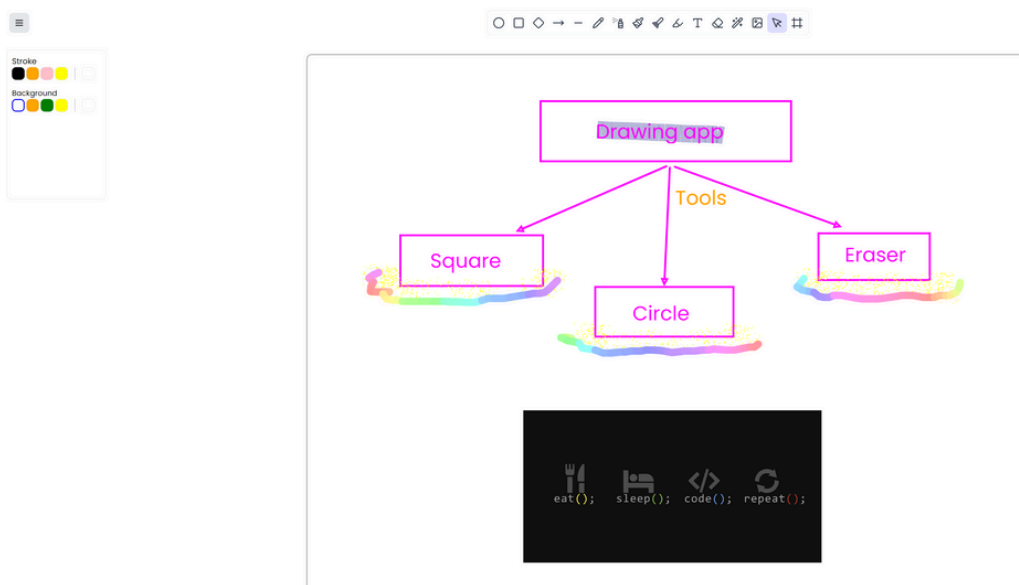 Stroke
Background
Drawing app
Tools
Square
Eraser
Circle
eat(); sleep(); code(); repeat();